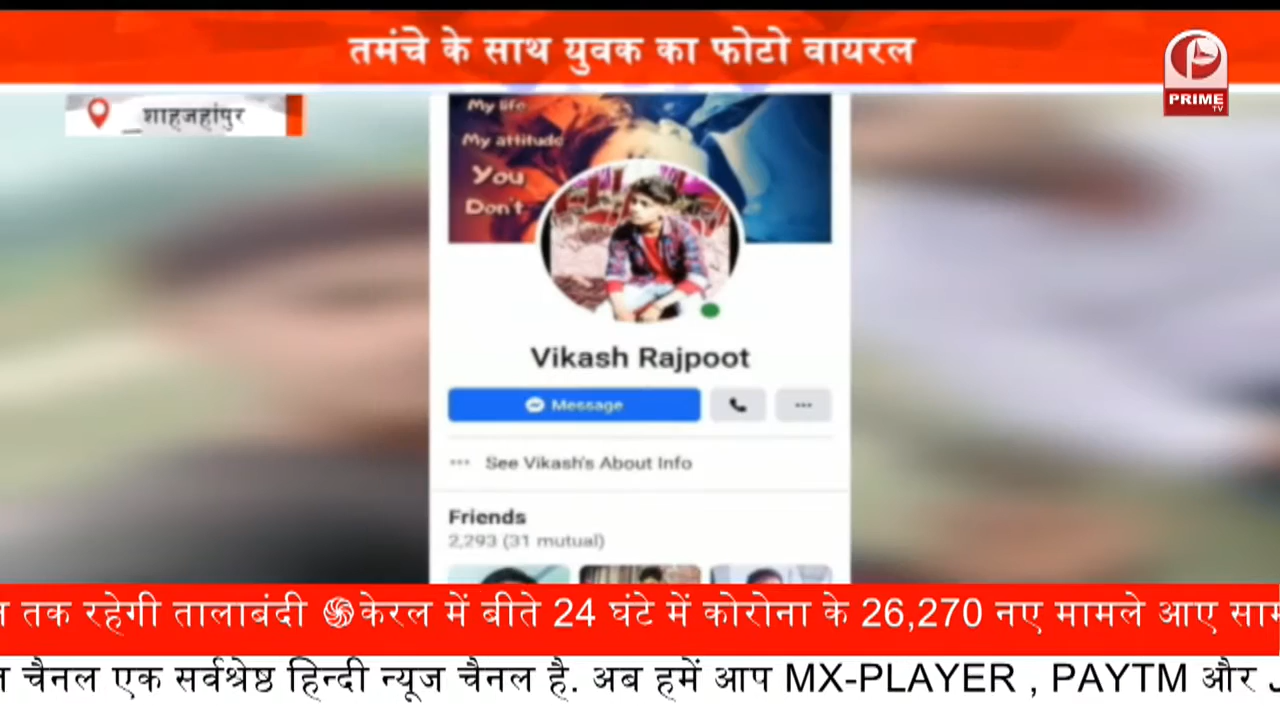 तमंचे के साथ युवक का फोटो वायरल
PRIME
TV
शाहजहांपुर
My life
My attitude
You
Don't
Vikash Rajpoot
Message
See Vikash's About Info
Friends
2,293 (31 mutual)
तक रहेगी तालाबंदी केरल में बीते 24 घंटे में कोरोना के 26,270 नए मामले आए
चैनल एक सर्वश्रेष्ठ हिन्दी न्यूज चैनल है. अब हमें आप MX-PLAYER , PAYTM और